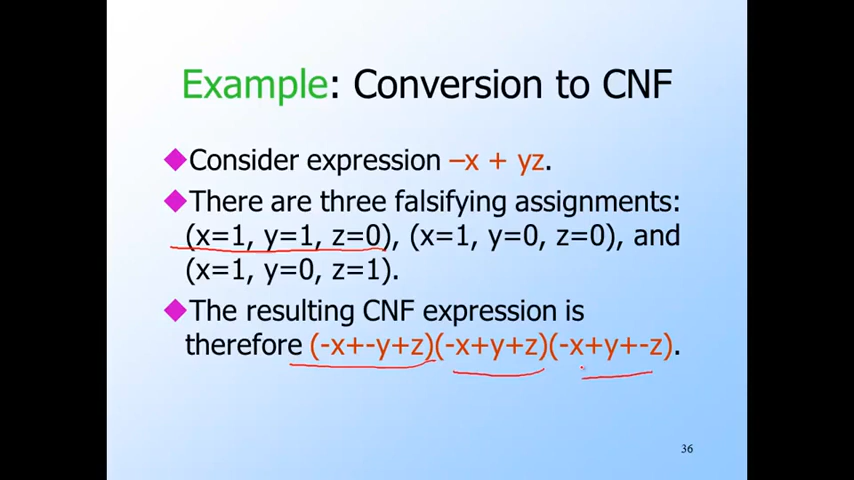 Example: Conversion to CNF
Consider expression –x + yz.
There are three falsifying assignments:
(x=1, y=1, z=0), (x=1, y=0, z=0), and
(x=1, y=0, z=1).
The resulting CNF expression is
therefore (-x+-y+z)(-x+y+z)(-x+y+-z).
36